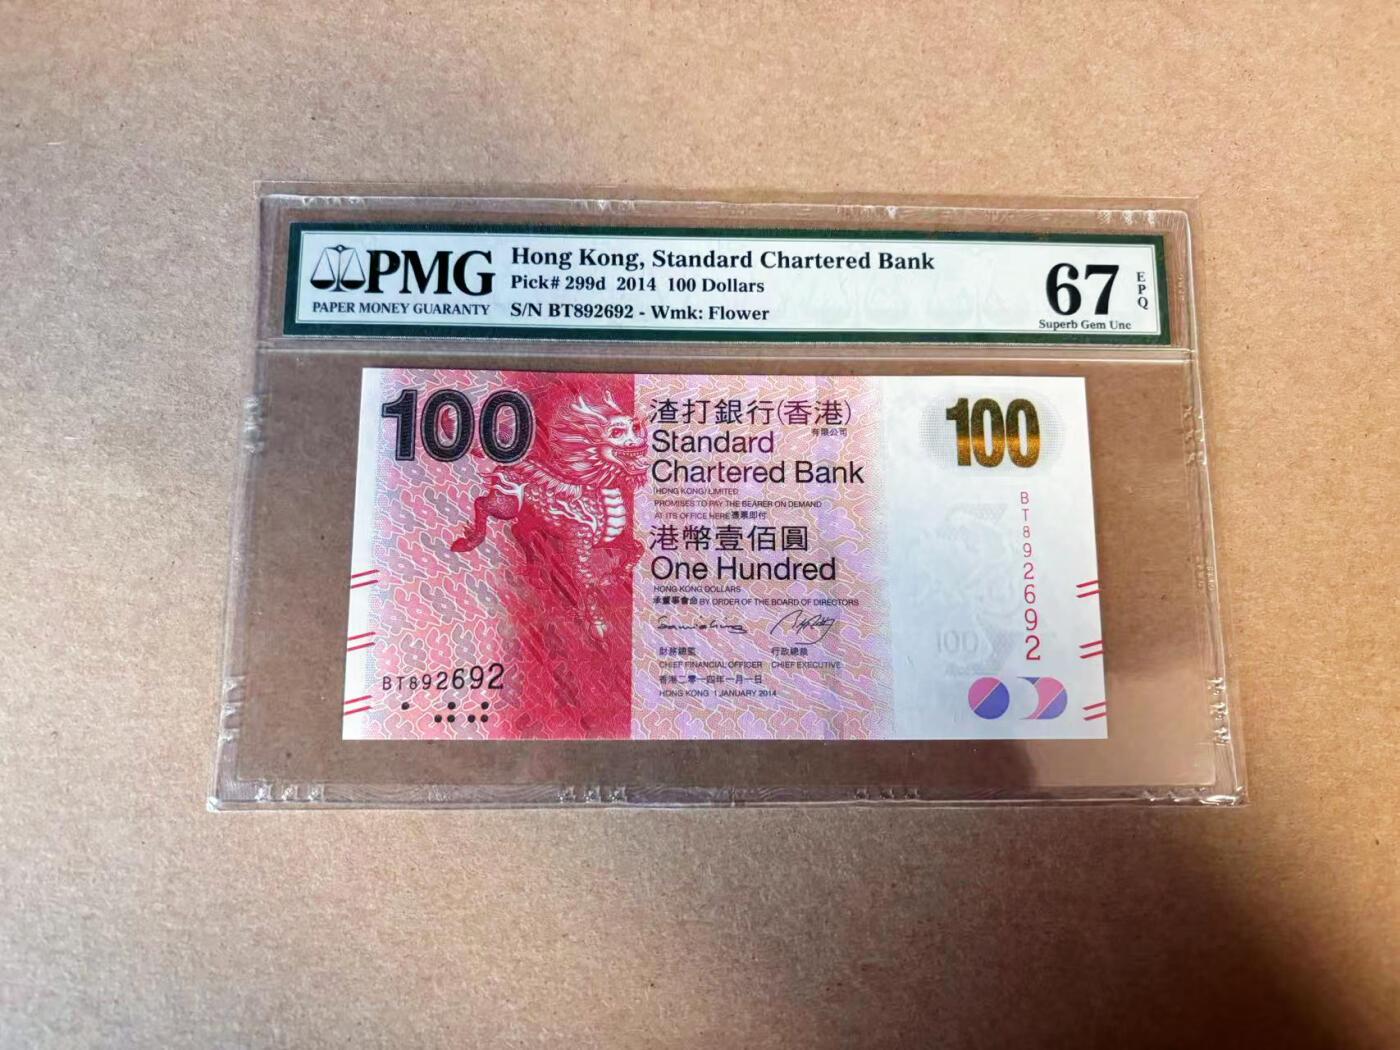 PMG
PAPER MONEY GUARANTY
Hong Kong, Standard Chartered Bank
Pick# 299d 2014 100 Dollars
S/N BT892692 - Wmk: Flower
67
EPQ
Superb Gem Unc
100
渣打銀行(香港)
有限公司
Standard
Chartered Bank
(HONG KONG) LIMITED
PROMISES TO PAY THE BEARER ON DEMAND
AT ITS OFFICE HERE 憑票即付
港幣壹佰圓
One Hundred
HONG KONG DOLLARS
承董事會命 BY ORDER OF THE BOARD OF DIRECTORS
財務總監 行政總裁
CHIEF FINANCIAL OFFICER CHIEF EXECUTIVE
香港二零一四年一月一日
HONG KONG 1 JANUARY 2014
BT892692
100
BT892692
100